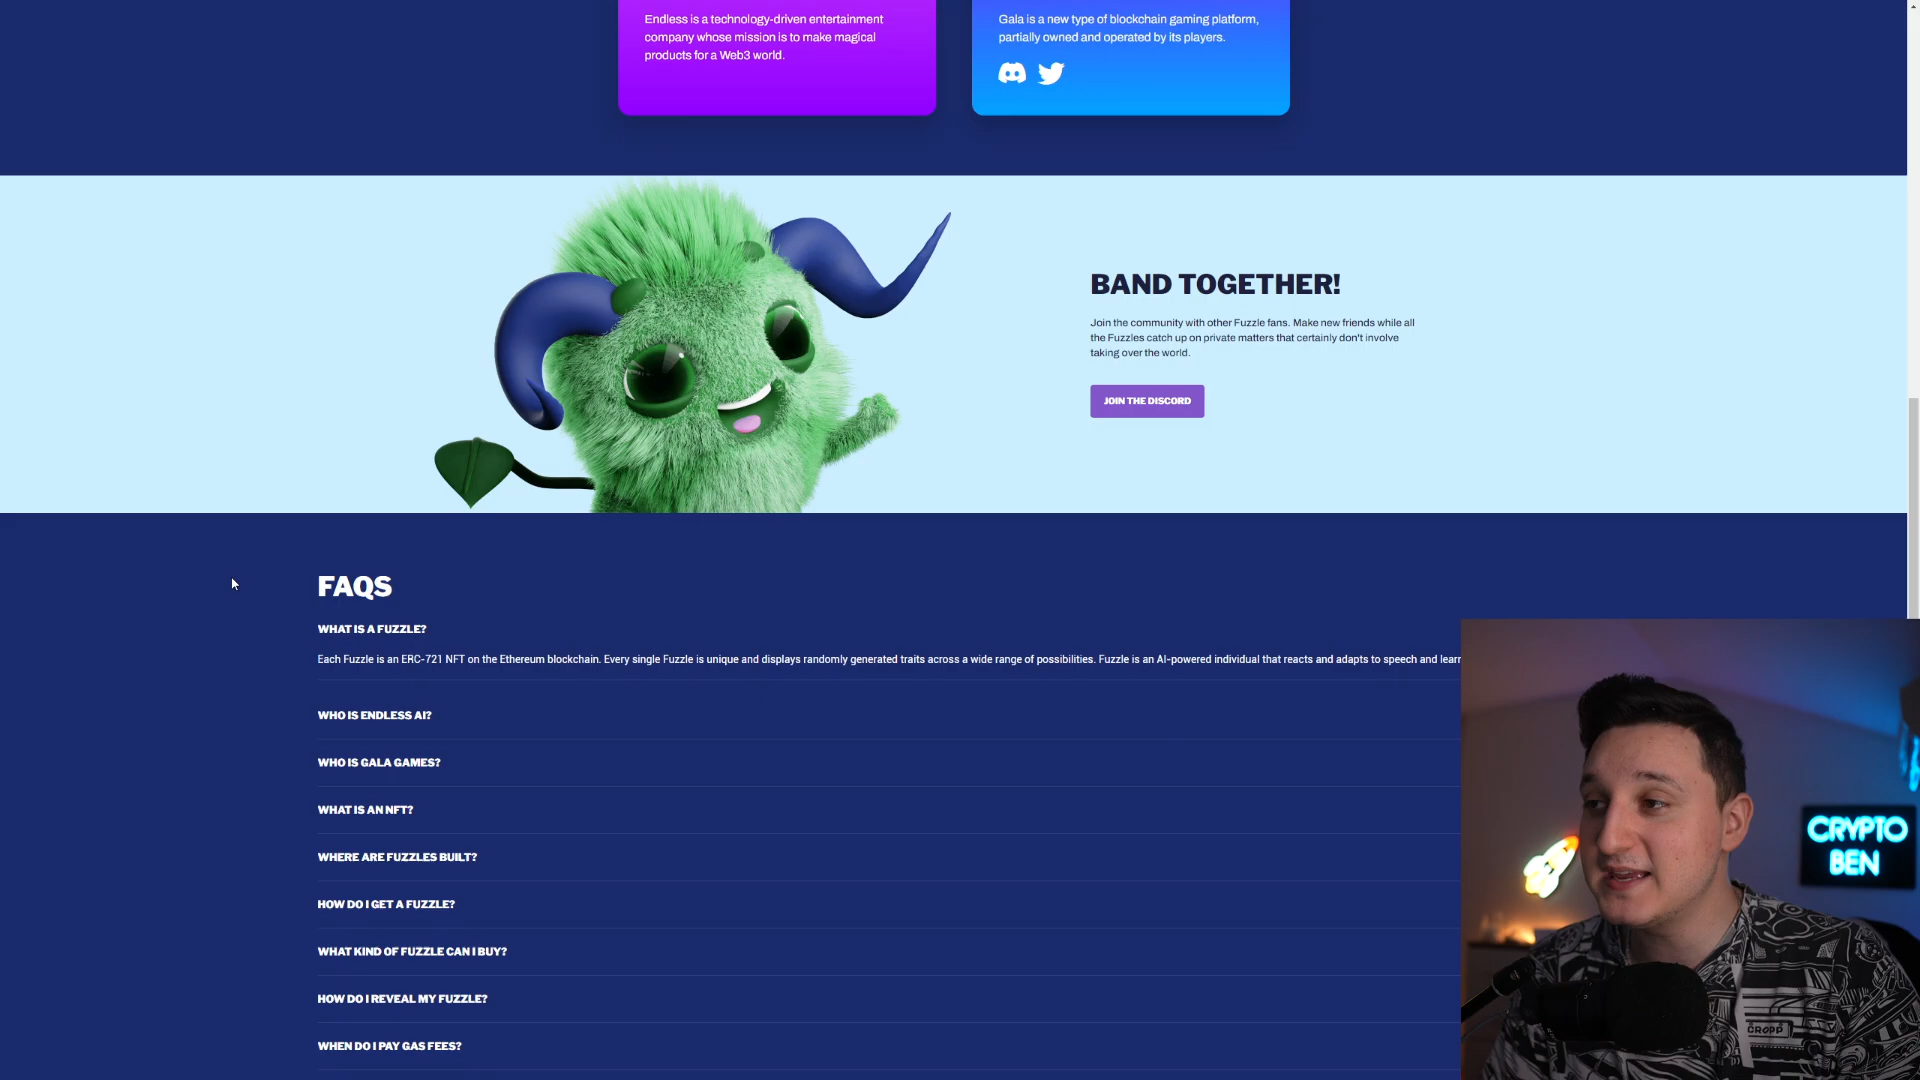 Endless is a technology-driven entertainment
company whose mission is to make magical
products for a Web3 world.
Gala is a new type of blockchain gaming platform,
partially owned and operated by its players.
BAND TOGETHER!
Join the community with other Fuzzle fans. Make new friends while all
the Fuzzles catch up on private matters that certainly don't involve
taking over the world.
JOIN THE DISCORD
FAQS
WHAT IS A FUZZLE?
Each Fuzzle is an ERC-721 NFT on the Ethereum blockchain. Every single Fuzzle is unique and displays randomly generated traits across a wide range of possibilities. Fuzzle is an AI-powered individual that reacts and adapts to speech and learn
WHO IS ENDLESS AI?
WHO IS GALA GAMES?
WHAT IS AN NFT?
WHERE ARE FUZZLES BUILT?
HOW DO I GET A FUZZLE?
WHAT KIND OF FUZZLE CAN I BUY?
HOW DO I REVEAL MY FUZZLE?
WHEN DO I PAY GAS FEES?
CRYPTO
BEN
CROPP